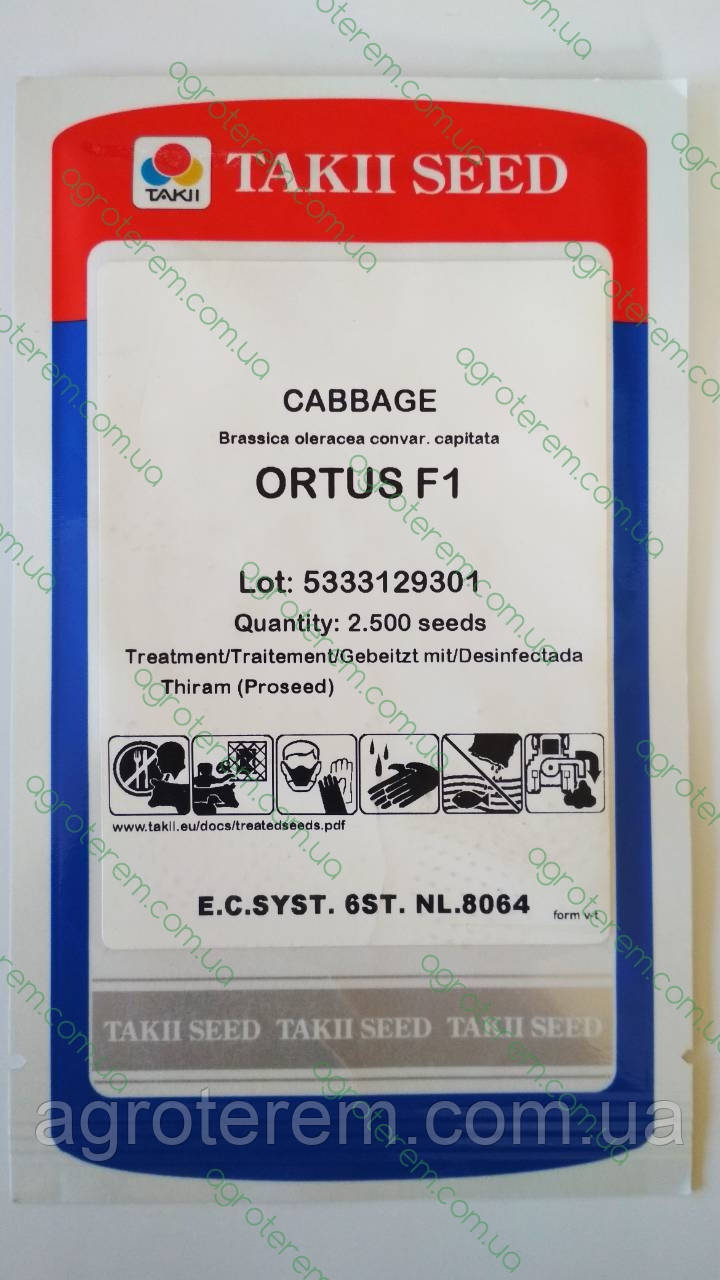 TAKII
TAKII SEED
CABBAGE
Brassica oleracea convar. capitata
ORTUS F1
Lot: 5333129301
Quantity: 2.500 seeds
Treatment/Traitement/Gebeitzt mit/Desinfectada
Thiram (Proseed)
www.takii.eu/docs/treatedseeds.pdf
E.C.SYST. 6ST. NL.8064
form v-t
TAKII SEED TAKII SEED TAKII SEED
agroterem.com.ua